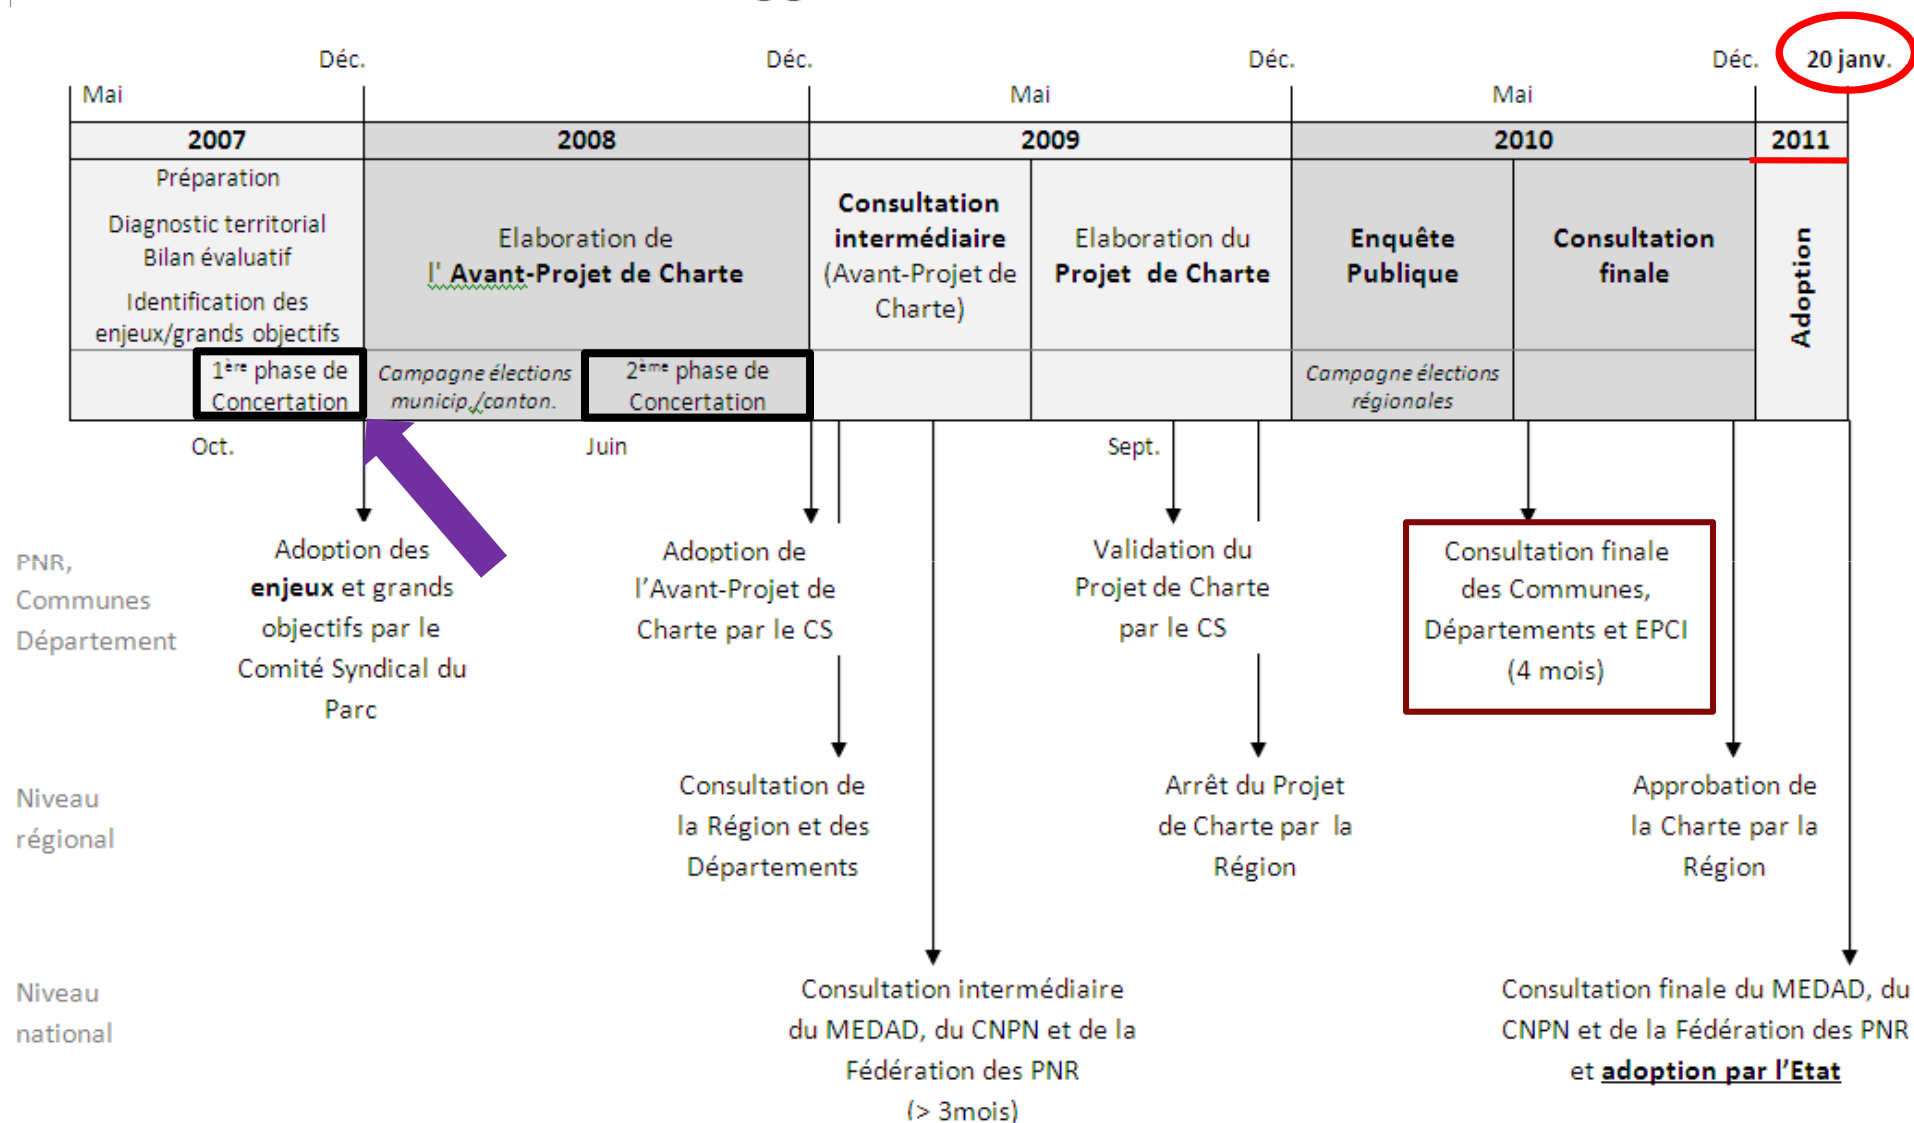 Déc.
Déc.
Déc.
Déc.
20 janv.
Mai
Mai
Mai
2007
2008
2009
2010
2011
Préparation
Diagnostic territorial
Bilan évaluatif
Identification des
enjeux/grands objectifs
Elaboration de
l' Avant-Projet de Charte
Consultation
intermédiaire
(Avant-Projet de
Charte)
Elaboration du
Projet de Charte
Enquête
Publique
Consultation
finale
Adoption
1ère phase de
Concertation
Campagne élections
municip./canton.
2ème phase de
Concertation
Campagne élections
régionales
Oct.
Juin
Sept.
PNR,
Communes
Département
Adoption des
enjeux et grands
objectifs par le
Comité Syndical du
Parc
Adoption de
l'Avant-Projet de
Charte par le CS
Validation du
Projet de Charte
par le CS
Consultation finale
des Communes,
Départements et EPCI
(4 mois)
Niveau
régional
Consultation de
la Région et des
Départements
Arrêt du Projet
de Charte par la
Région
Approbation de
la Charte par la
Région
Niveau
national
Consultation intermédiaire
du MEDAD, du CNPN et de la
Fédération des PNR
(> 3mois)
Consultation finale du MEDAD, du
CNPN et de la Fédération des PNR
et adoption par l'Etat